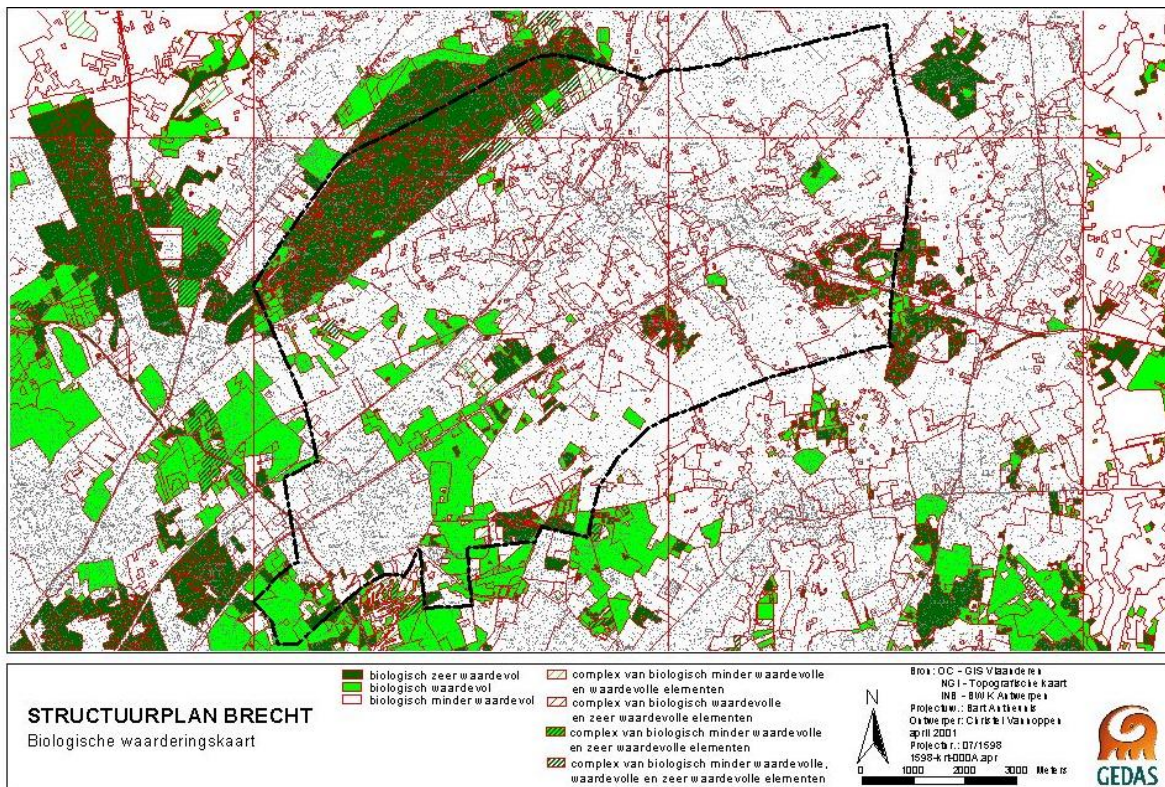 STRUCTUURPLAN BRECHT
Biologische waarderingskaart
biologisch zeer waardevol
biologisch waardevol
biologisch minder waardevol
complex van biologisch minder waardevolle
en waardevolle elementen
complex van biologisch waardevolle
en zeer waardevolle elementen
complex van biologisch minder waardevolle
en zeer waardevolle elementen
complex van biologisch minder waardevolle,
waardevolle en zeer waardevolle elementen
N
Bron: OC - GIS Vlaanderen
NGI - Topografische kaart
INB - BWK Antwerpen
Projectuw.: Bart Antheunis
Ontwerper: Christel Vannoppen
april 2001
Projectnr.: 07/1598
1598-krt-000A.apr
0 1000 2000 3000 Meters
GEDAS